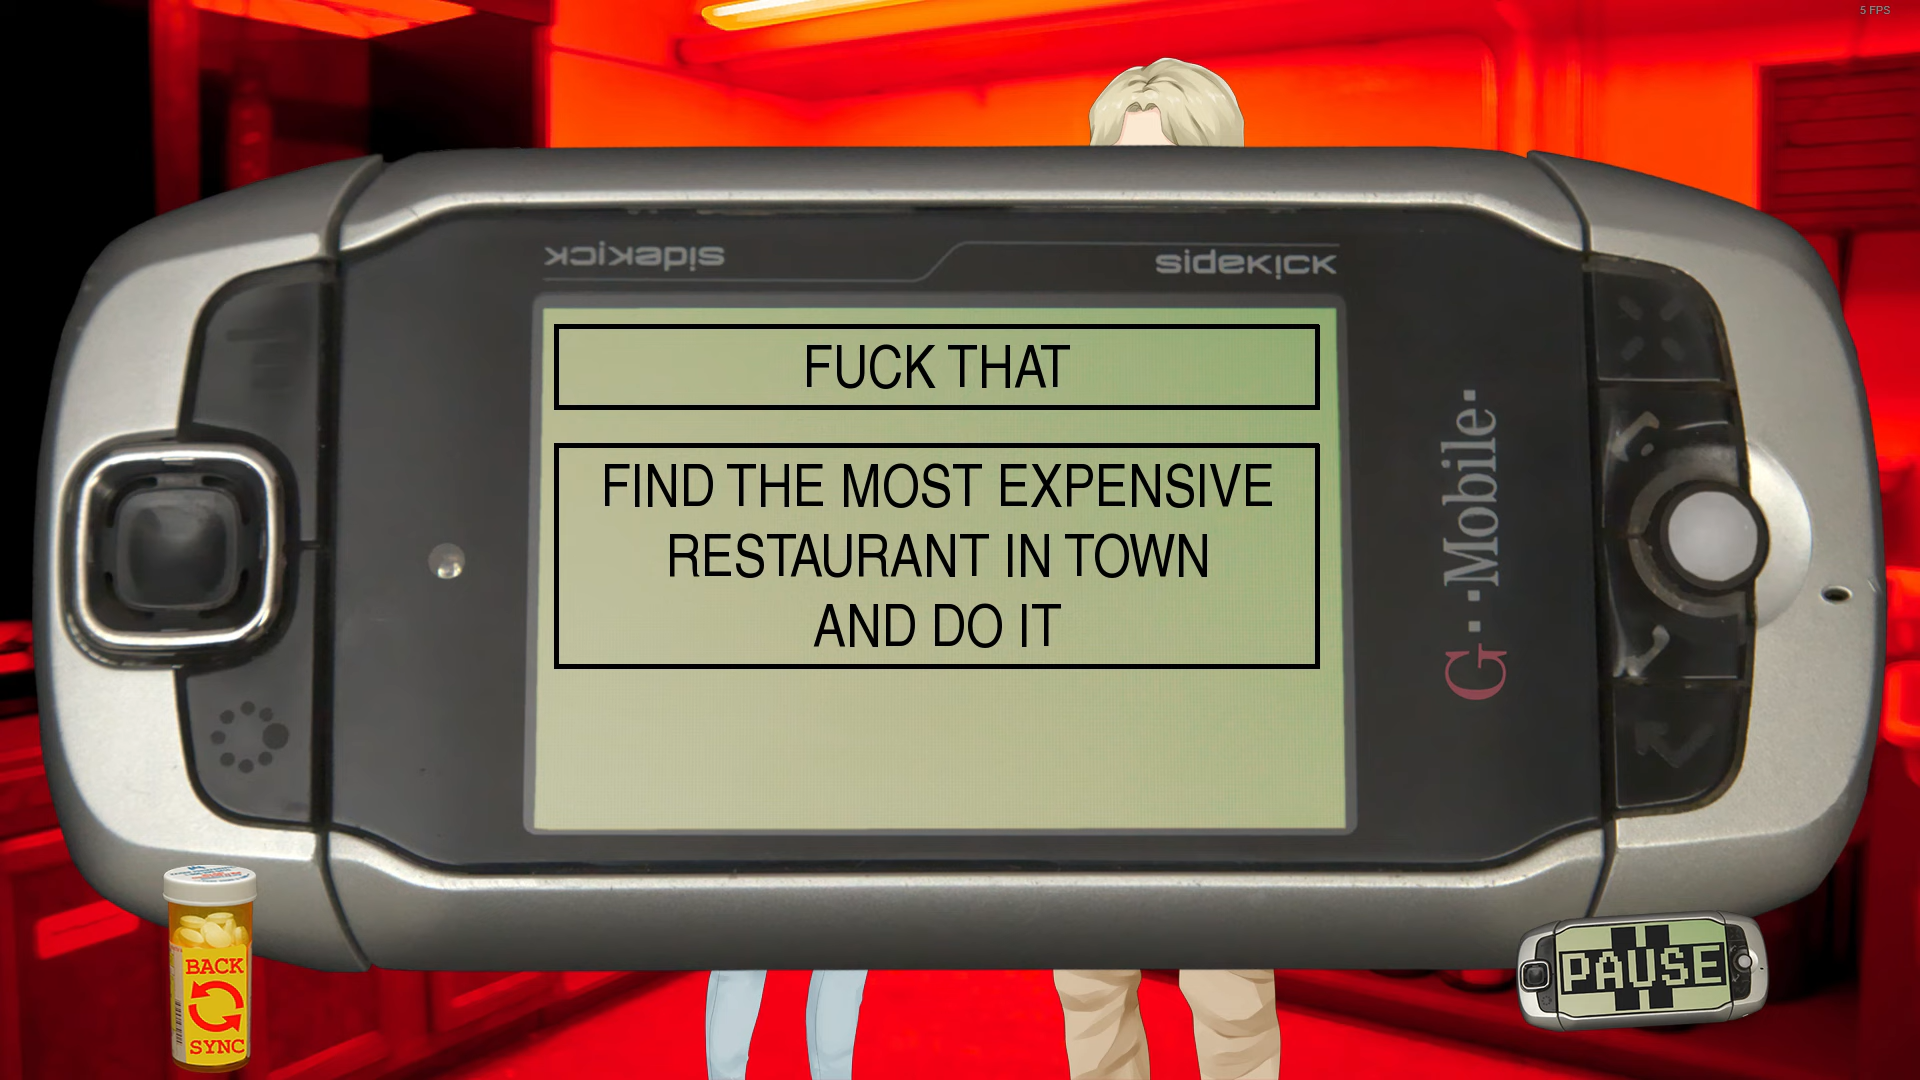 5 FPS
sidekick
sidekick
FUCK THAT
FIND THE MOST EXPENSIVE
RESTAURANT IN TOWN
AND DO IT
G··Mobile·
BACK
SYNC
PAUSE